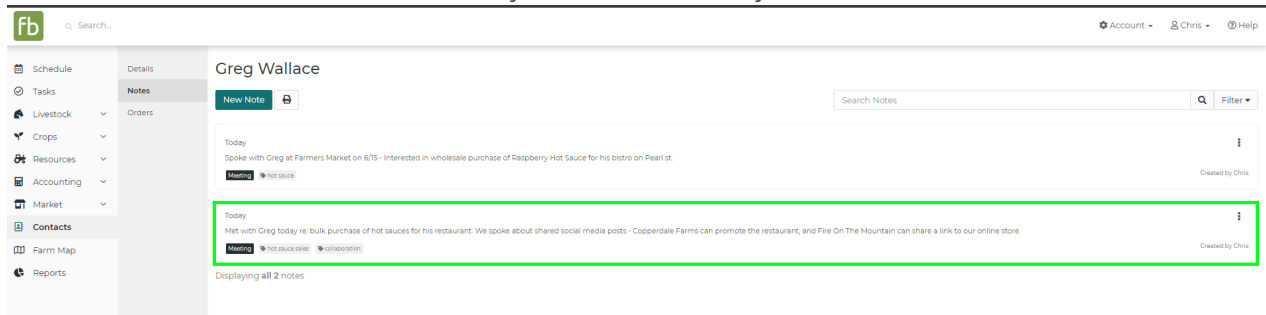 fb
Search...
Account
Chris
Help
Schedule
Tasks
Livestock
Crops
Resources
Accounting
Market
Contacts
Farm Map
Reports
Details
Notes
Orders
Greg Wallace
New Note
Search Notes
Filter
Today
Spoke with Greg at Farmers Market on 6/15 - Interested in wholesale purchase of Raspberry Hot Sauce for his bistro on Pearl st.
Meeting hot sauce
Created by Chris
Today
Met with Greg today re: bulk purchase of hot sauces for his restaurant. We spoke about shared social media posts - Copperdale Farms can promote the restaurant, and Fire On The Mountain can share a link to our online store.
Meeting hot sauce sales collaboration
Created by Chris
Displaying all 2 notes